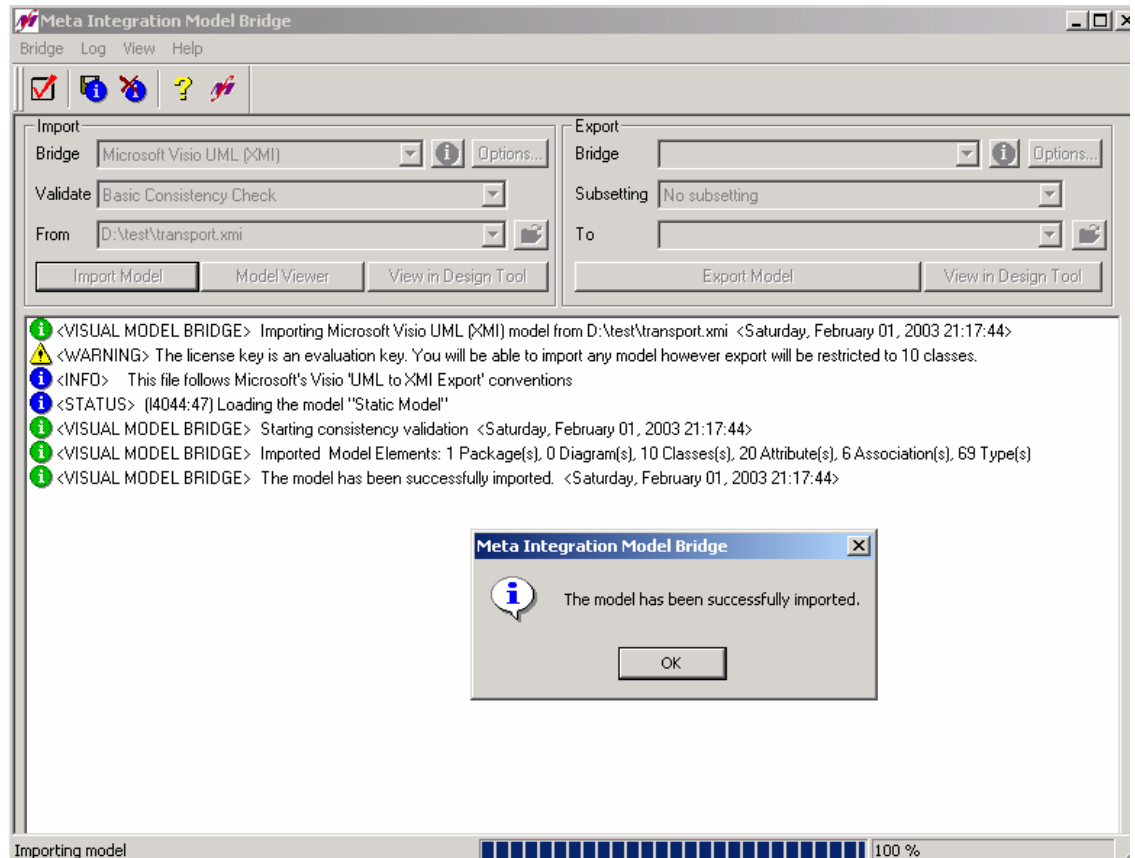 Meta Integration Model Bridge
Bridge Log View Help
Import
Bridge Microsoft Visio UML (XMI) Options...
Validate Basic Consistency Check
From D:\test\transport.xmi
Import Model Model Viewer View in Design Tool
Export
Bridge Options...
Subsetting No subsetting
To
Export Model View in Design Tool
<VISUAL MODEL BRIDGE> Importing Microsoft Visio UML (XMI) model from D:\test\transport.xmi <Saturday, February 01, 2003 21:17:44>
<WARNING> The license key is an evaluation key. You will be able to import any model however export will be restricted to 10 classes.
<INFO> This file follows Microsoft's Visio 'UML to XMI Export' conventions
<STATUS> (I4044:47) Loading the model "Static Model"
<VISUAL MODEL BRIDGE> Starting consistency validation <Saturday, February 01, 2003 21:17:44>
<VISUAL MODEL BRIDGE> Imported Model Elements: 1 Package(s), 0 Diagram(s), 10 Classes(s), 20 Attribute(s), 6 Association(s), 69 Type(s)
<VISUAL MODEL BRIDGE> The model has been successfully imported. <Saturday, February 01, 2003 21:17:44>
Meta Integration Model Bridge
The model has been successfully imported.
OK
Importing model 100 %